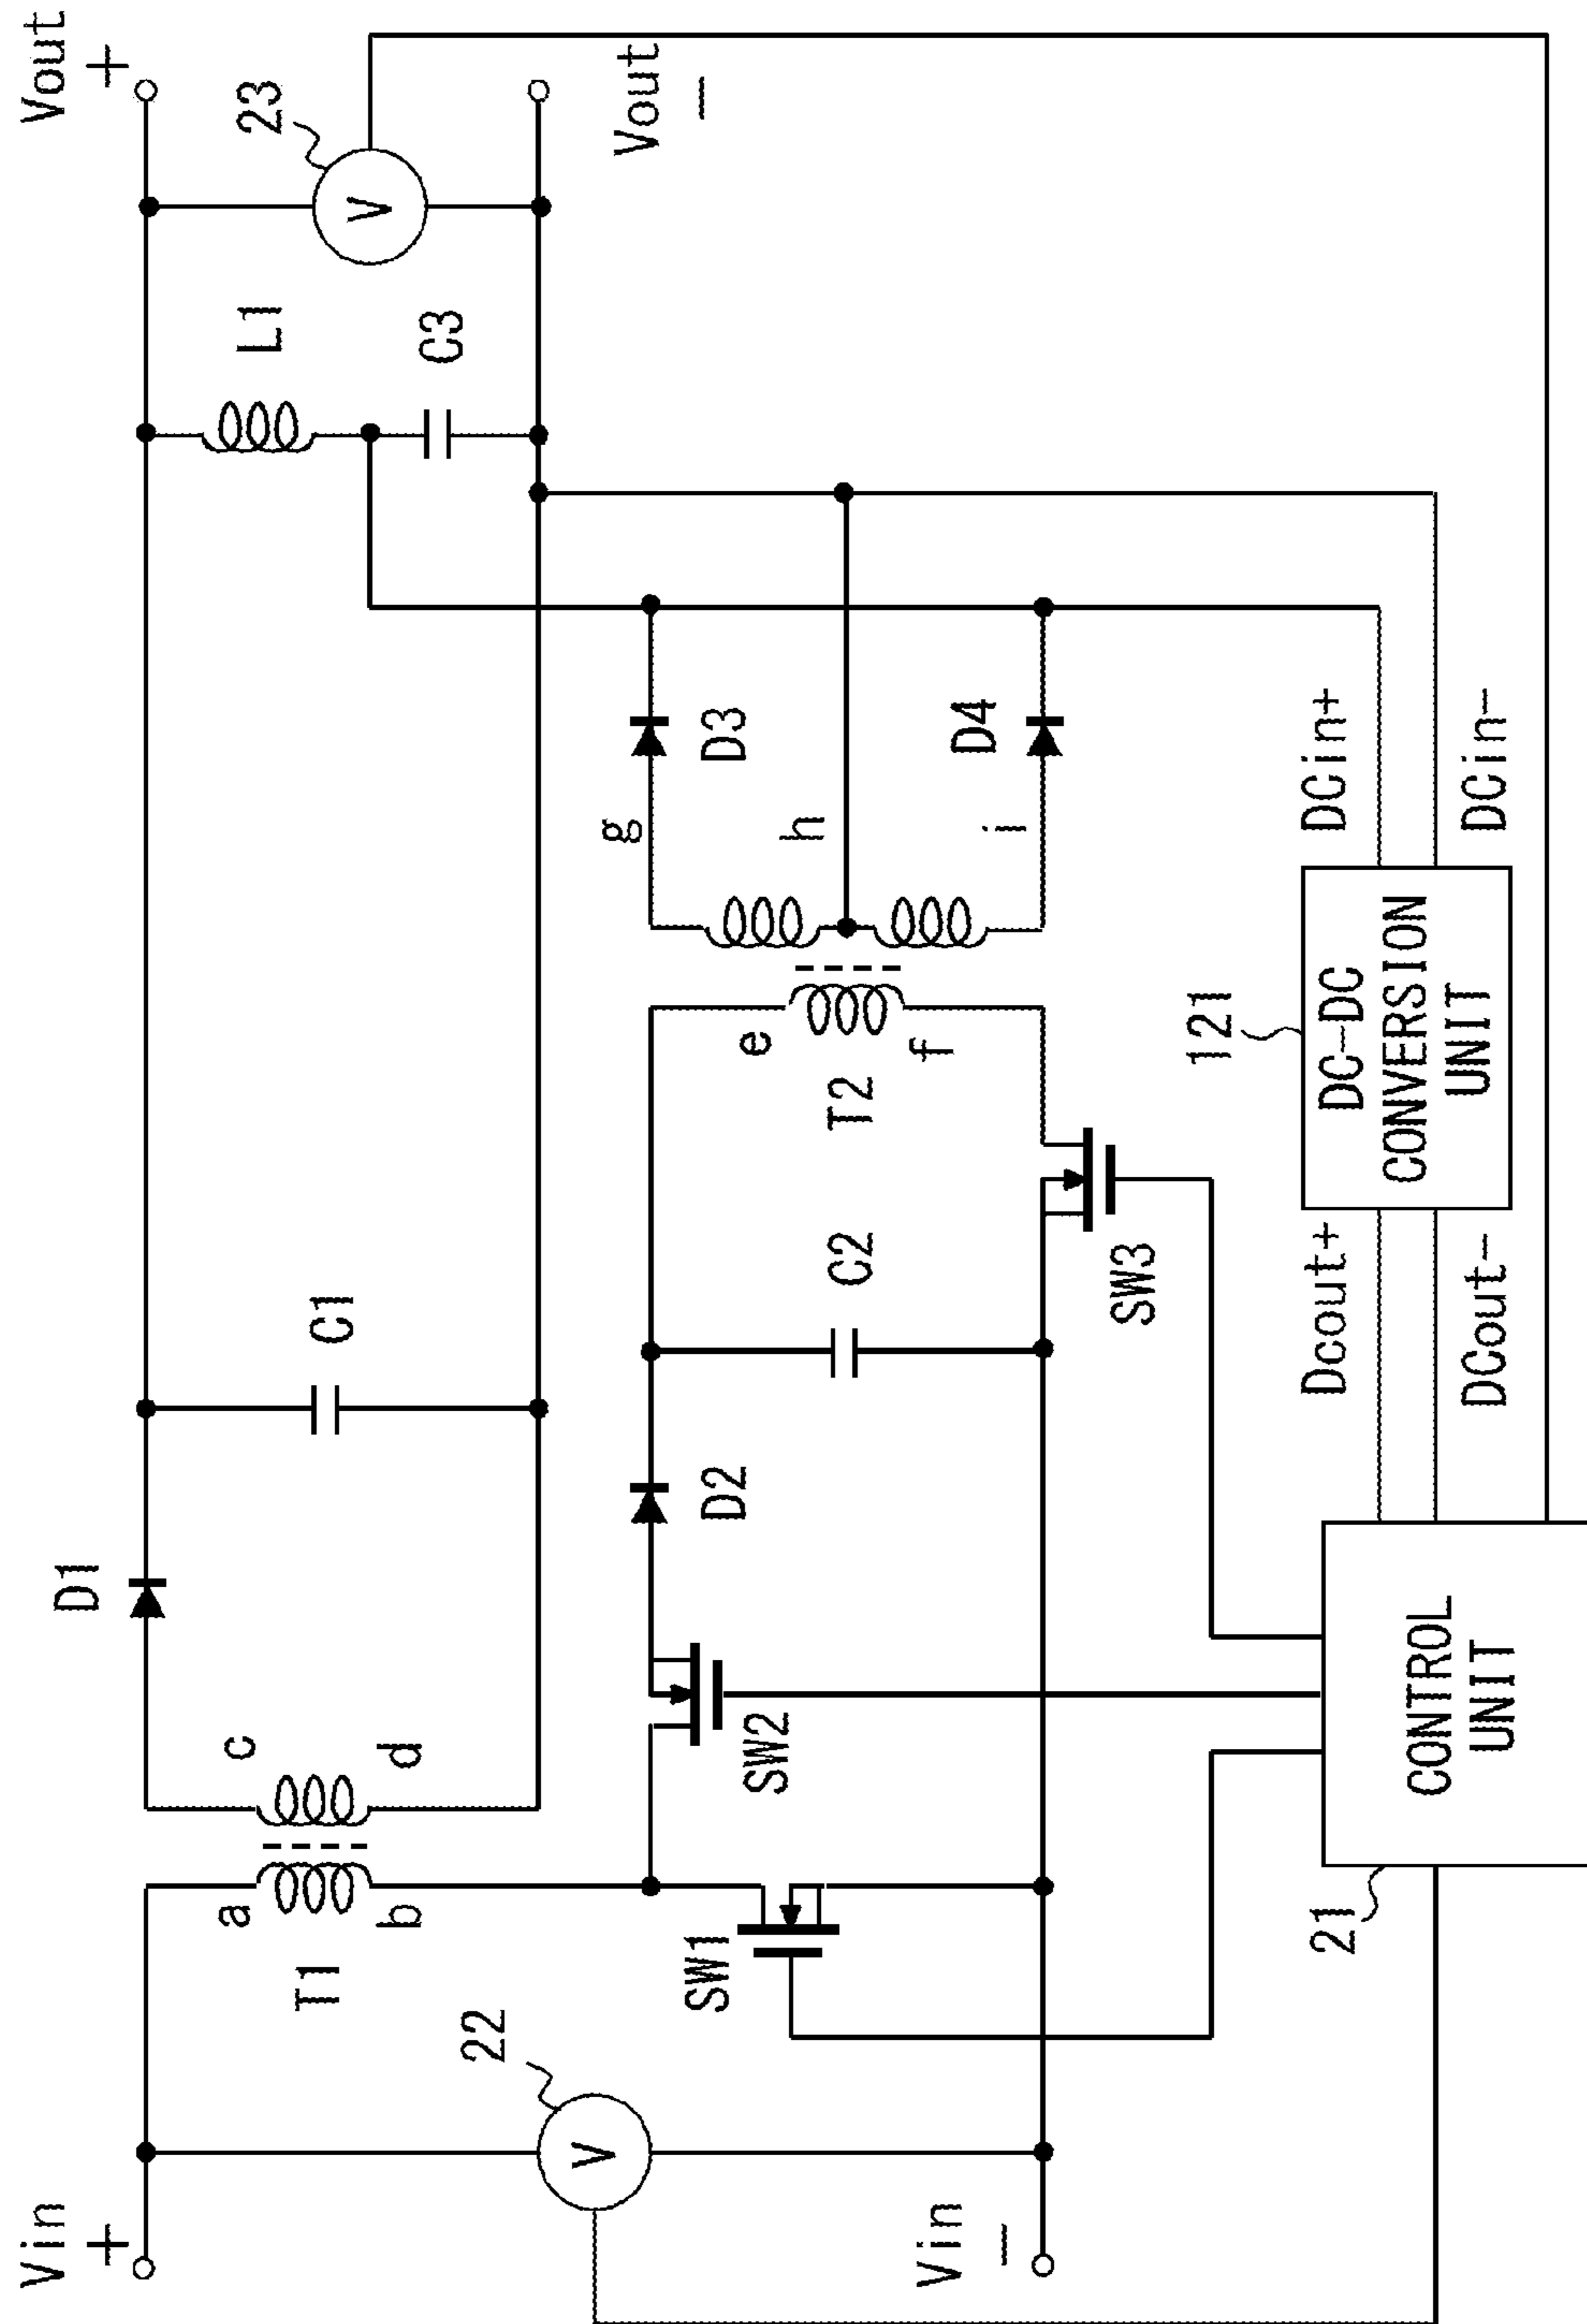 Vin
+
Vin
−
22
V
T1
a
b
c
d
SW1
SW2
D1
C1
D2
C2
SW3
T2
e
f
g
h
i
D3
D4
L1
C3
23
V
Vout
+
Vout
−
21
CONTROL
UNIT
Dcout+
DCout−
121
DC-DC
CONVERSION
UNIT
DCin+
DCin−